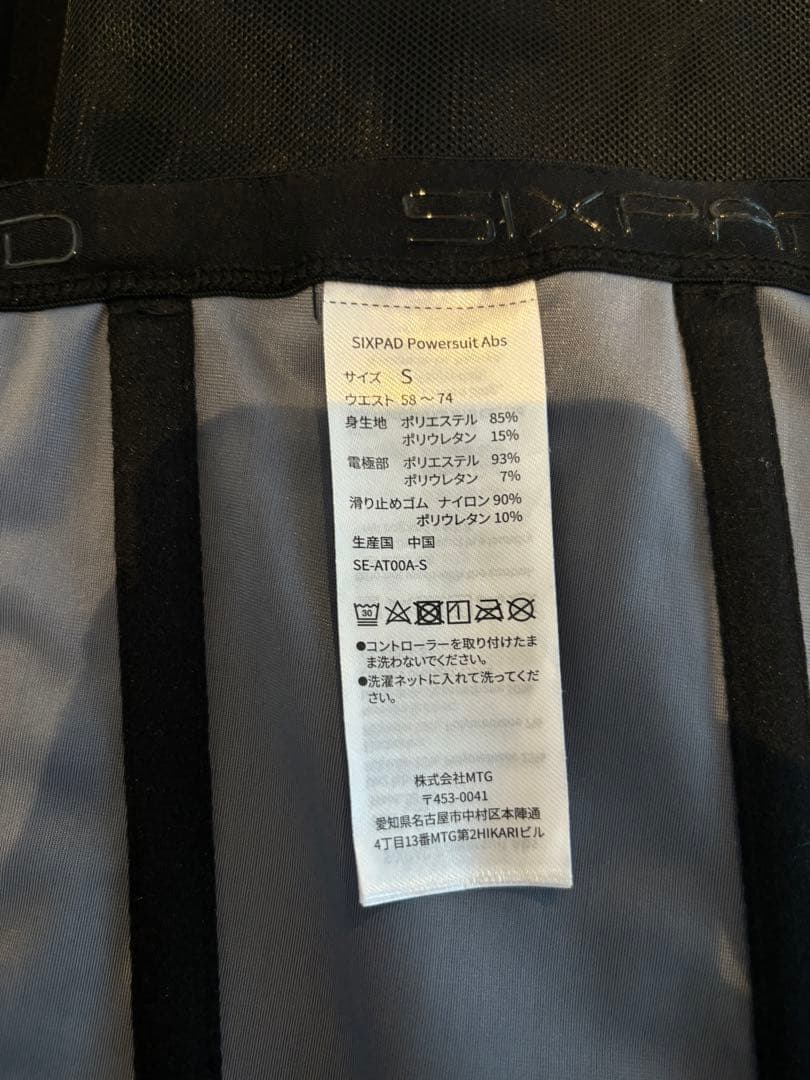 D SIXPA
SIXPAD Powersuit Abs
サイズ S
ウエスト 58～74
身生地 ポリエステル 85%
ポリウレタン 15%
電極部 ポリエステル 93%
ポリウレタン 7%
滑り止めゴム ナイロン 90%
ポリウレタン 10%
生産国 中国
SE-AT00A-S
30
●コントローラーを取り付けたま
ま洗わないでください。
●洗濯ネットに入れて洗ってくだ
さい。
株式会社MTG
〒453-0041
愛知県名古屋市中村区本陣通
4丁目13番MTG第2HIKARIビル